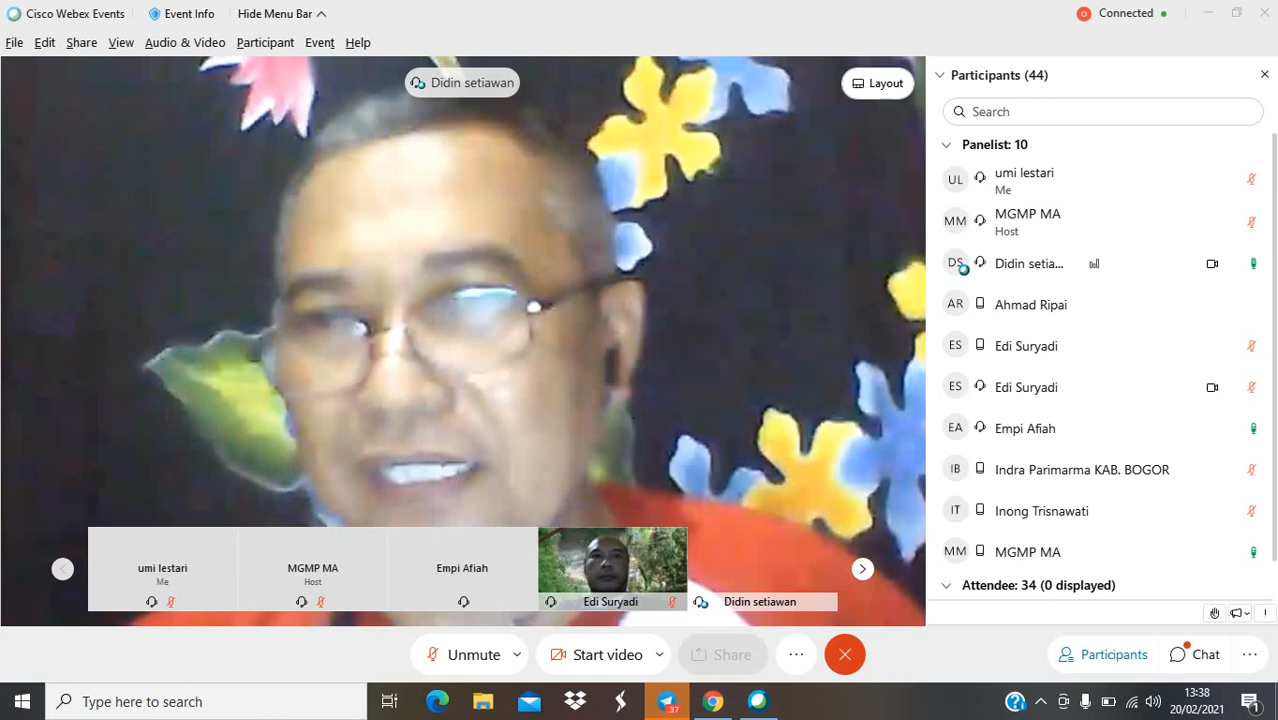 Cisco Webex Events
Event Info
Hide Menu Bar
Connected
File Edit Share View Audio & Video Participant Event Help
Didin setiawan
Layout
Participants (44)
Search
Panelist: 10
UL umi lestari
Me
MM MGMP MA
Host
DS Didin setia...
AR Ahmad Ripai
ES Edi Suryadi
ES Edi Suryadi
EA Empi Afiah
IB Indra Parimarma KAB. BOGOR
IT Inong Trisnawati
MM MGMP MA
Attendee: 34 (0 displayed)
umi lestari
Me
MGMP MA
Host
Empi Afiah
Edi Suryadi
Didin setiawan
Unmute
Start video
Share
Participants
Chat
Type here to search
37
13:38
20/02/2021
1